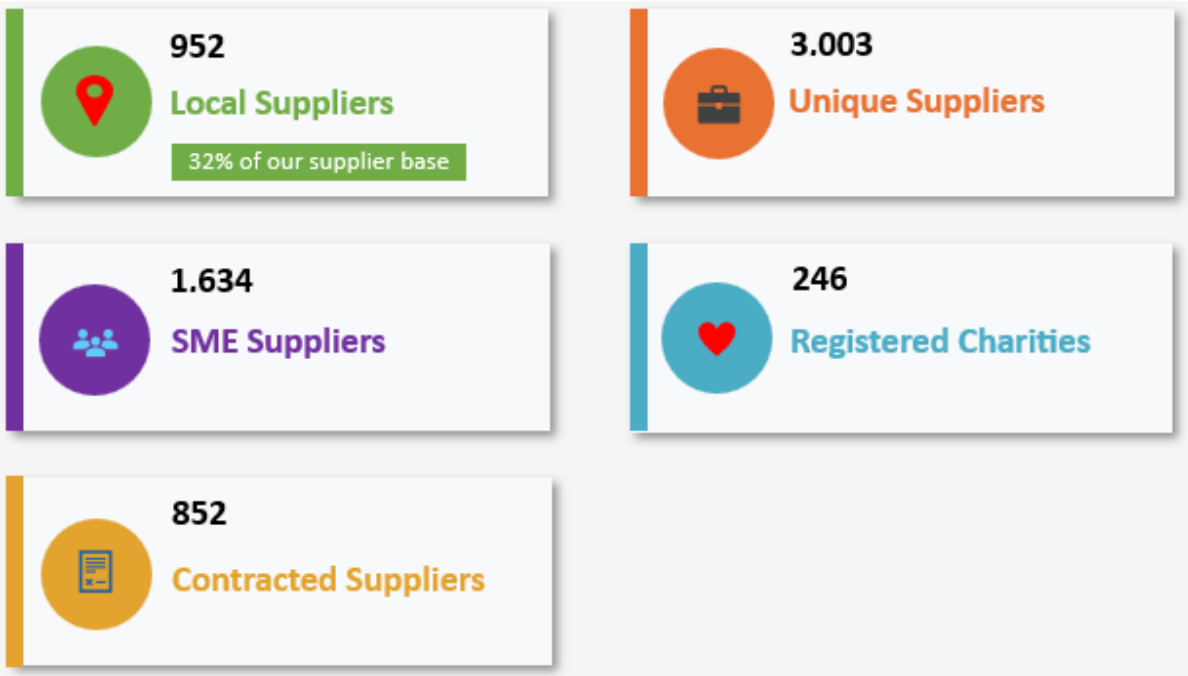 952
Local Suppliers
32% of our supplier base
3.003
Unique Suppliers
1.634
SME Suppliers
246
Registered Charities
852
Contracted Suppliers